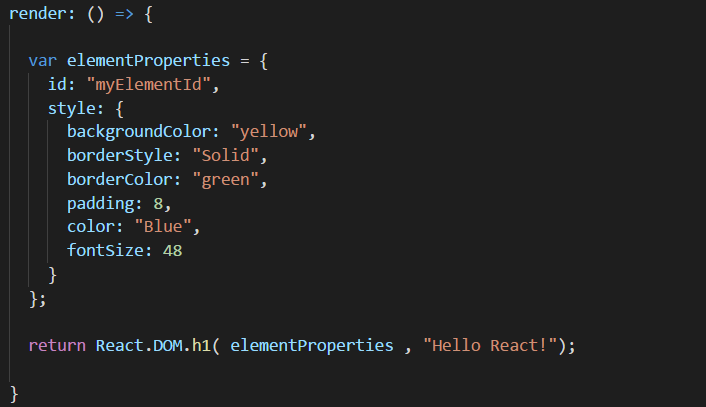 render: () => {
var elementProperties = {
id: "myElementId",
style: {
backgroundColor: "yellow",
borderStyle: "Solid",
borderColor: "green",
padding: 8,
color: "Blue",
fontSize: 48
}
};
return React.DOM.h1( elementProperties , "Hello React!");
}